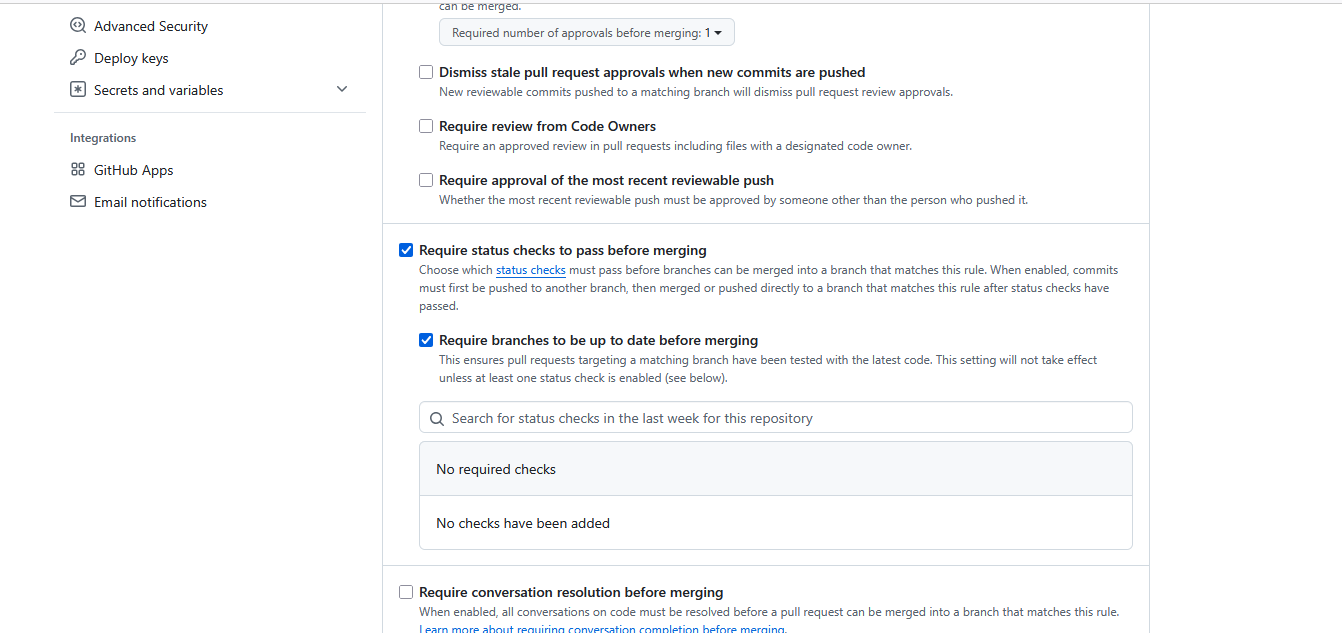 Advanced Security
Deploy keys
Secrets and variables
Integrations
GitHub Apps
Email notifications
can be merged.
Required number of approvals before merging: 1
Dismiss stale pull request approvals when new commits are pushed
New reviewable commits pushed to a matching branch will dismiss pull request review approvals.
Require review from Code Owners
Require an approved review in pull requests including files with a designated code owner.
Require approval of the most recent reviewable push
Whether the most recent reviewable push must be approved by someone other than the person who pushed it.
Require status checks to pass before merging
Choose which status checks must pass before branches can be merged into a branch that matches this rule. When enabled, commits
must first be pushed to another branch, then merged or pushed directly to a branch that matches this rule after status checks have
passed.
Require branches to be up to date before merging
This ensures pull requests targeting a matching branch have been tested with the latest code. This setting will not take effect
unless at least one status check is enabled (see below).
Search for status checks in the last week for this repository
No required checks
No checks have been added
Require conversation resolution before merging
When enabled, all conversations on code must be resolved before a pull request can be merged into a branch that matches this rule.
Learn more about requiring conversation completion before merging.